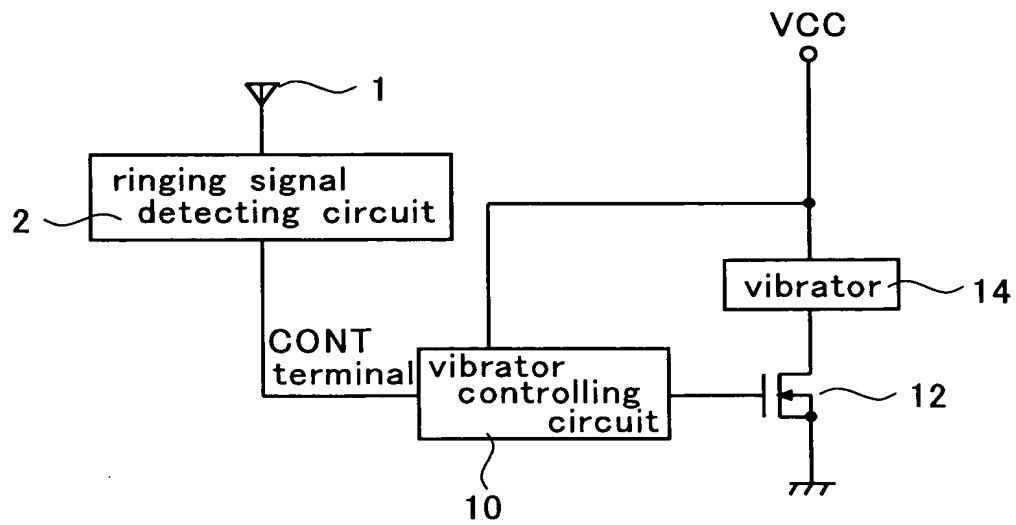 VCC
1
ringing signal
detecting circuit
2
vibrator
14
CONT
terminal
vibrator
controlling
circuit
12
10